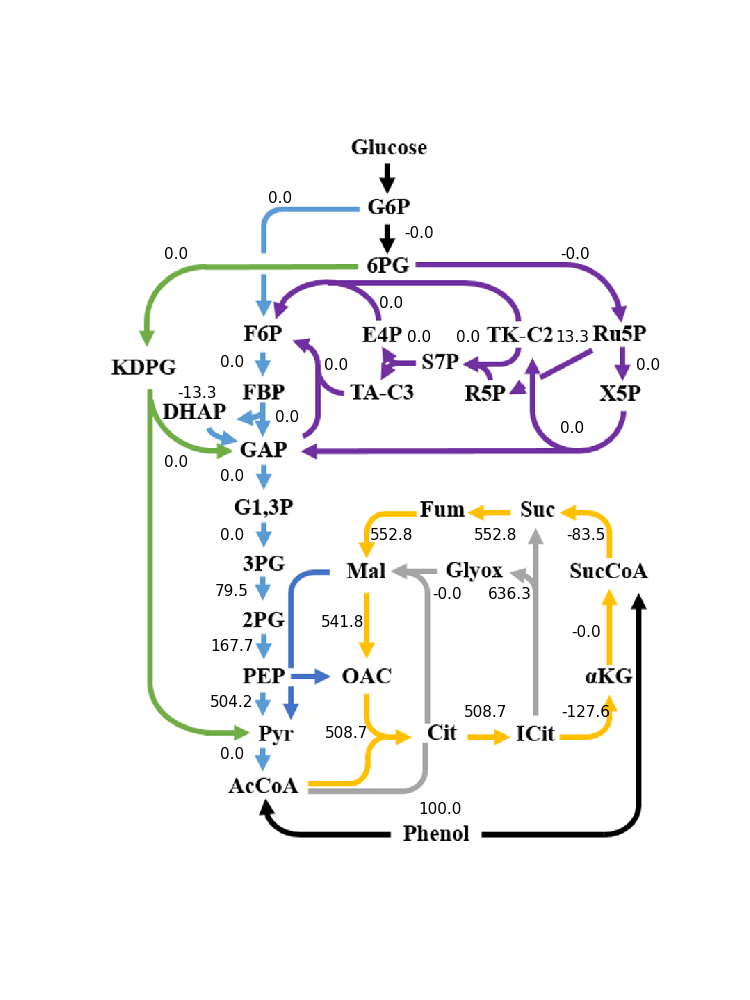 Glucose
0.0
G6P
-0.0
0.0
6PG
-0.0
0.0
F6P
E4P
0.0
0.0
TK-C2
13.3
Ru5P
KDPG
0.0
0.0
S7P
0.0
-13.3
FBP
TA-C3
R5P
X5P
DHAP
0.0
0.0
GAP
0.0
0.0
G1,3P
Fum
Suc
0.0
552.8
552.8
-83.5
3PG
Mal
Glyox
SucCoA
79.5
-0.0
636.3
2PG
541.8
-0.0
167.7
PEP
OAC
αKG
504.2
508.7
-127.6
Pyr
508.7
Cit
ICit
0.0
AcCoA
100.0
Phenol